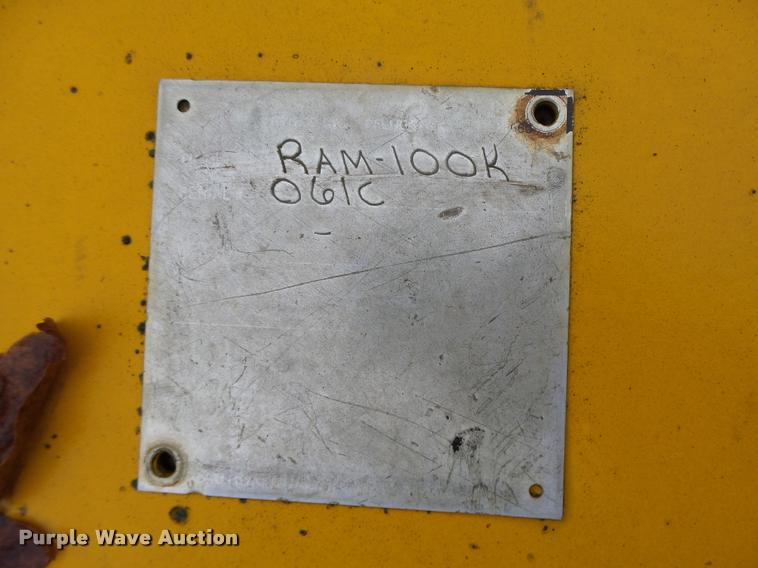 RAM-100K
061C
Purple Wave Auction